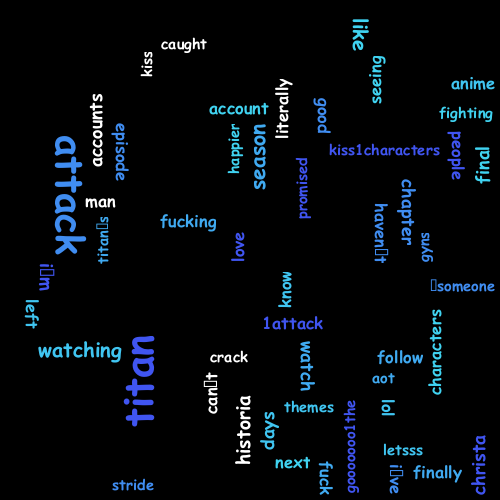 like
caught
kiss
seeing
anime
literally
account
good
fighting
accounts
episode
happier
season
attack
kiss1characters
people
final
promised
man
chapter
fucking
titan▯s
haven▯t
gyns
love
i▯m
know
▯someone
left
1attack
characters
watching
titan
crack
watch
follow
can▯t
aot
historia
themes
days
gooooooo1the
lol
letsss
next
fuck
i▯ve
finally
christa
stride